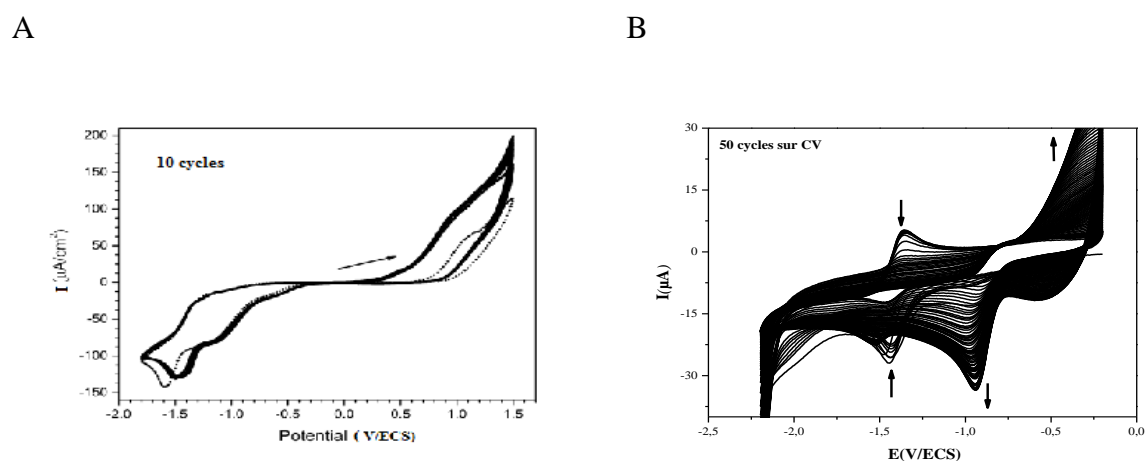 A
B
10 cycles
I (µA/cm²)
200
150
100
50
0
-50
-100
-150
-2.0 -1.5 -1.0 -0.5 0.0 0.5 1.0 1.5
Potential ( V/ECS)
50 cycles sur CV
I(µA)
30
15
0
-15
-30
-2,5 -2,0 -1,5 -1,0 -0,5 0,0
E(V/ECS)